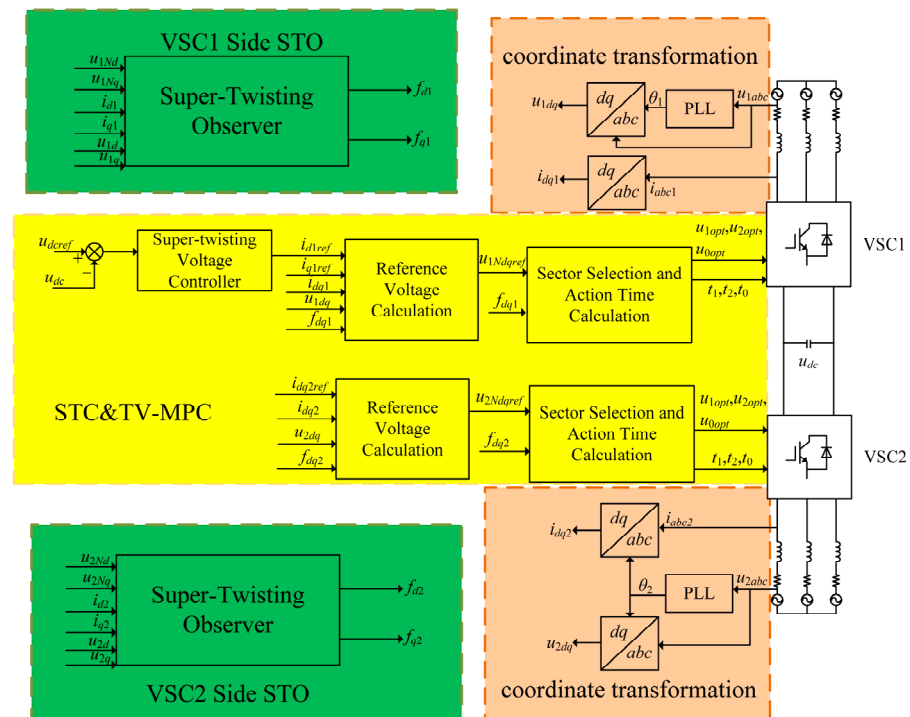 VSC1 Side STO
u1Nd
u1Nq
id1
iq1
u1d
u1q
Super-Twisting
Observer
fd1
fq1
coordinate transformation
u1dq
dq
abc
θ1
PLL
u1abc
idq1
dq
abc
iabc1
udcref
+
−
udc
Super-twisting
Voltage
Controller
id1ref
iq1ref
idq1
u1dq
fdq1
Reference
Voltage
Calculation
u1Ndqref
fdq1
Sector Selection and
Action Time
Calculation
u1opt,u2opt,
u0opt
t1,t2,t0
VSC1
udc
STC&TV-MPC
idq2ref
idq2
u2dq
fdq2
Reference
Voltage
Calculation
u2Ndqref
fdq2
Sector Selection and
Action Time
Calculation
u1opt,u2opt,
u0opt
t1,t2,t0
VSC2
u2Nd
u2Nq
id2
iq2
u2d
u2q
Super-Twisting
Observer
fd2
fq2
VSC2 Side STO
idq2
dq
abc
iabc2
θ2
PLL
u2abc
u2dq
dq
abc
coordinate transformation